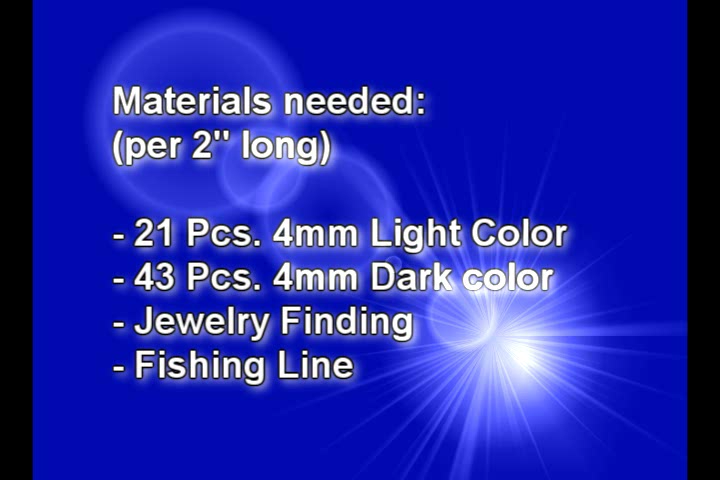 Materials needed:
(per 2" long)
- 21 Pcs. 4mm Light Color
- 43 Pcs. 4mm Dark color
- Jewelry Finding
- Fishing Line